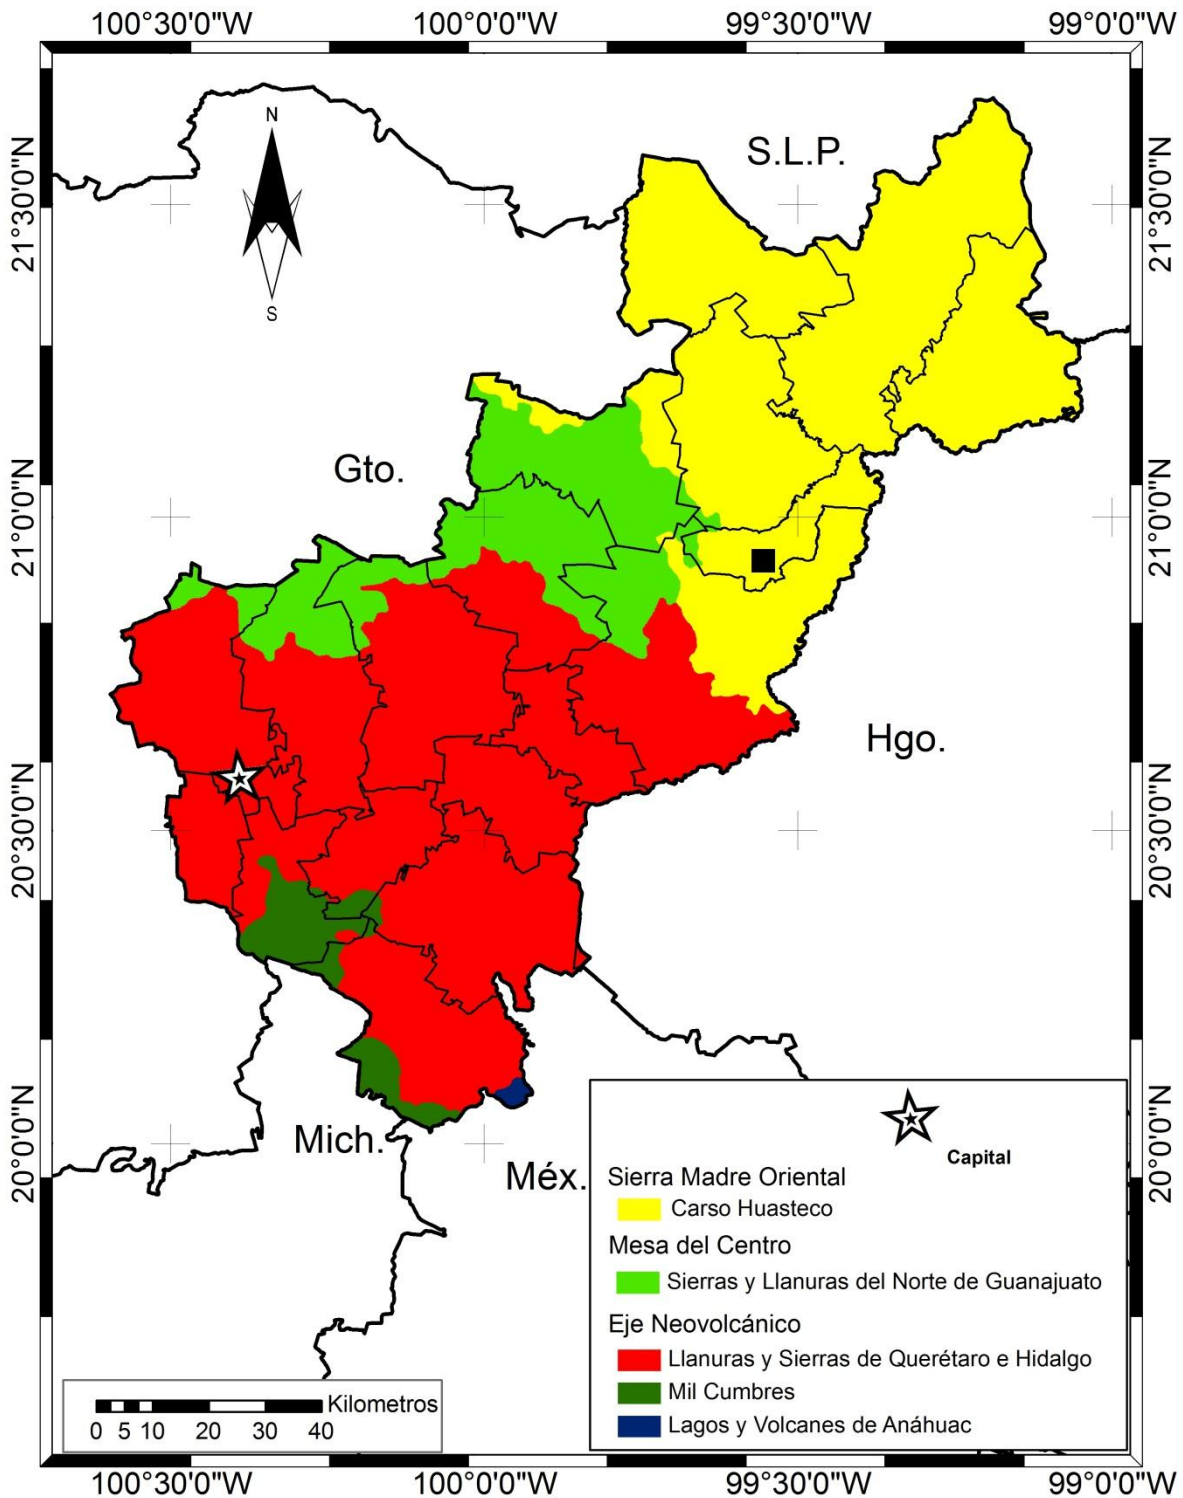 100°30'0"W 100°0'0"W 99°30'0"W 99°0'0"W
N
S
S.L.P.
21°30'0"N 21°30'0"N
Gto.
21°0'0"N 21°0'0"N
Hgo.
20°30'0"N 20°30'0"N
Mich.
Méx.
20°0'0"N 20°0'0"N
Capital
Sierra Madre Oriental
Carso Huasteco
Mesa del Centro
Sierras y Llanuras del Norte de Guanajuato
Eje Neovolcánico
Llanuras y Sierras de Querétaro e Hidalgo
Mil Cumbres
Lagos y Volcanes de Anáhuac
Kilometros
0 5 10 20 30 40
100°30'0"W 100°0'0"W 99°30'0"W 99°0'0"W